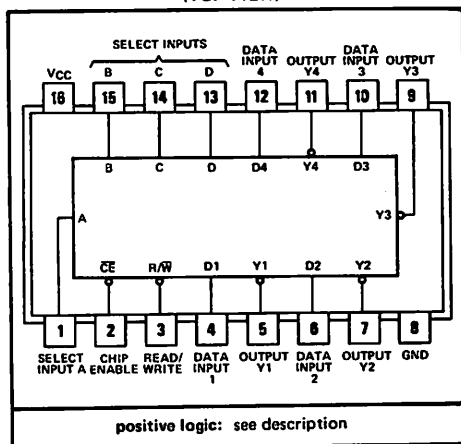 SELECT INPUTS
DATA INPUT 4
OUTPUT Y4
DATA INPUT 3
OUTPUT Y3
VCC B C D
16 15 14 13 12 11 10 9
B C D D4 Y4 D3
A
Y3
CE R/W D1 Y1 D2 Y2
1 2 3 4 5 6 7 8
SELECT INPUT A
CHIP ENABLE
READ/ WRITE
DATA INPUT 1
OUTPUT Y1
DATA INPUT 2
OUTPUT Y2
GND
positive logic: see description